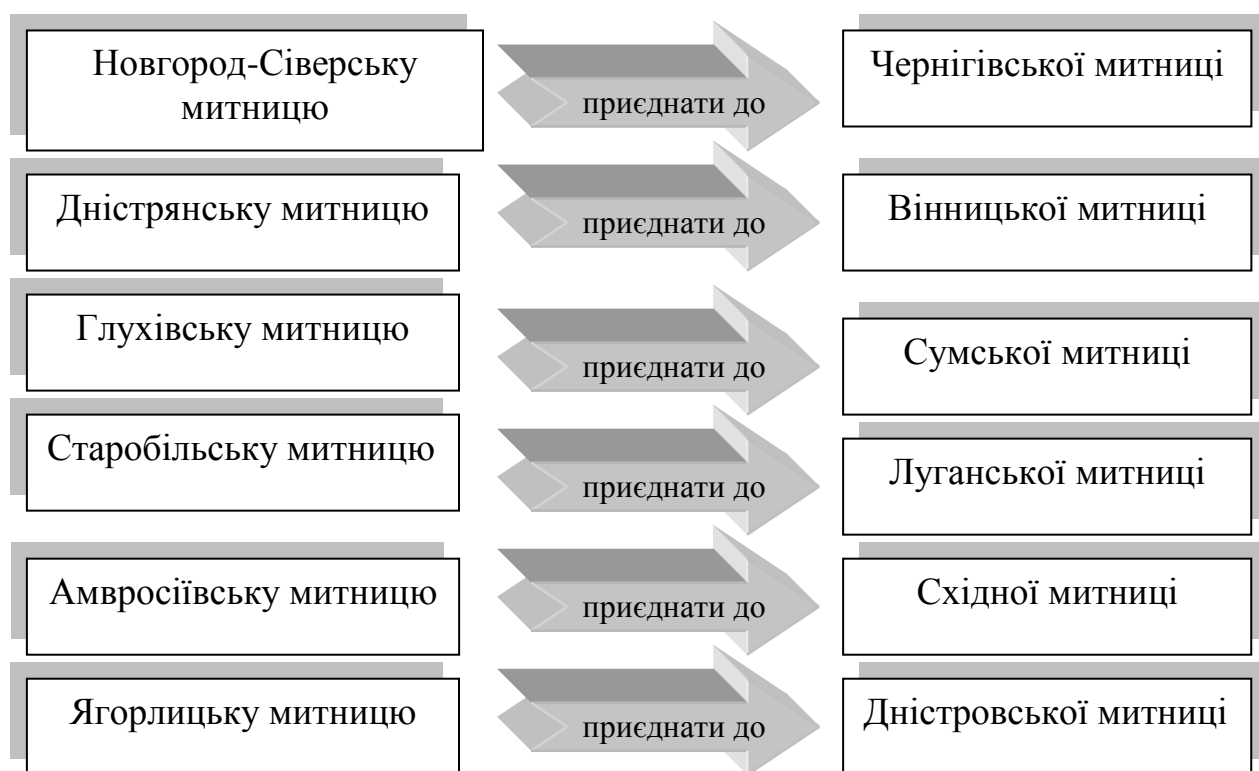 Новгород-Сіверську
митницю
приєднати до
Чернігівської митниці
Дністрянську митницю
приєднати до
Вінницької митниці
Глухівську митницю
приєднати до
Сумської митниці
Старобільську митницю
приєднати до
Луганської митниці
Амвросіївську митницю
приєднати до
Східної митниці
Ягорлицьку митницю
приєднати до
Дністровської митниці